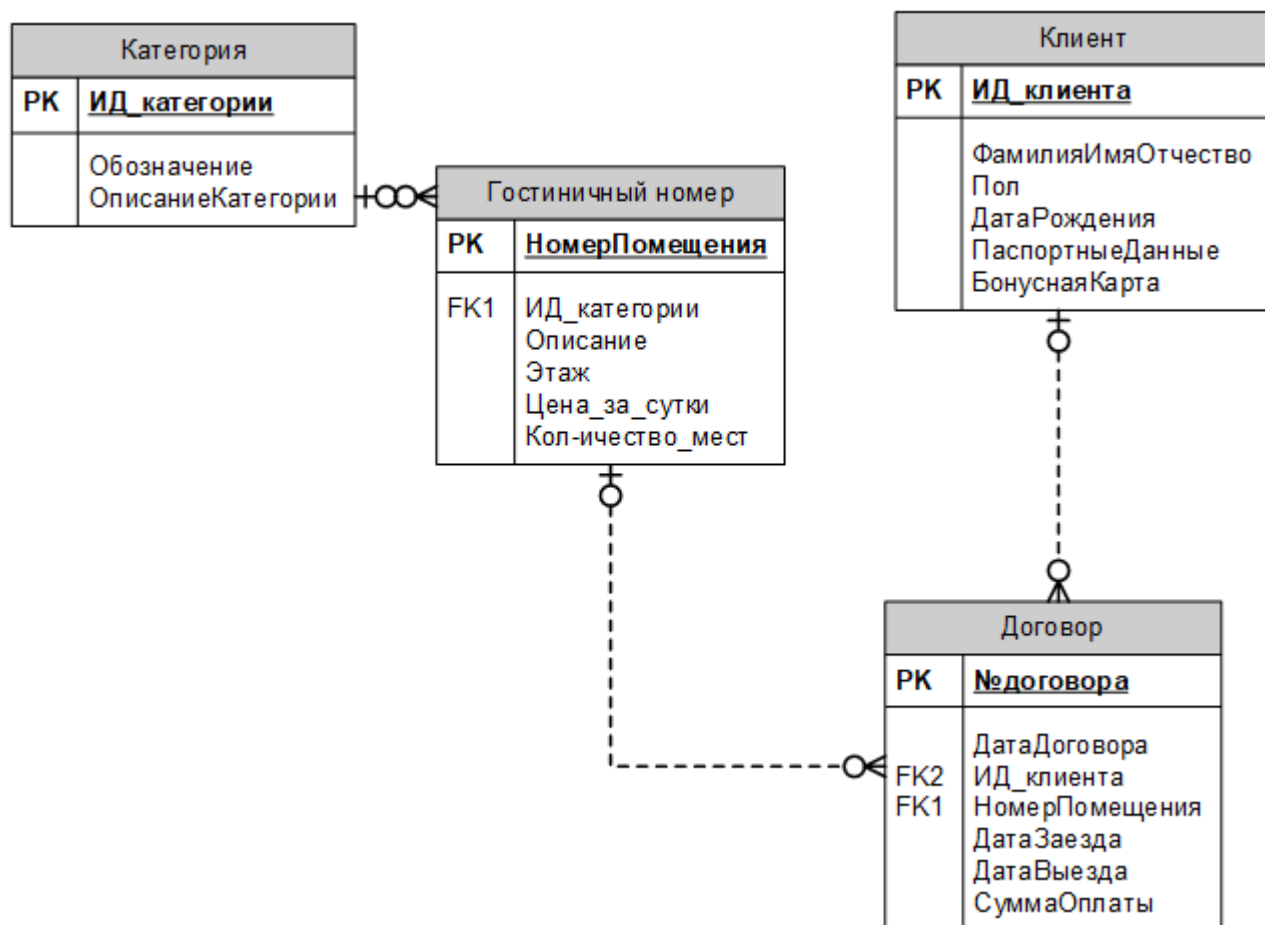 Категория
PK ИД_категории
Обозначение
ОписаниеКатегории
Гостиничный номер
PK НомерПомещения
FK1 ИД_категории
Описание
Этаж
Цена_за_сутки
Кол-ичество_мест
Клиент
PK ИД_клиента
ФамилияИмяОтчество
Пол
ДатаРождения
ПаспортныеДанные
БонуснаяКарта
Договор
PK №договора
ДатаДоговора
FK2 ИД_клиента
FK1 НомерПомещения
ДатаЗаезда
ДатаВыезда
СуммаОплаты